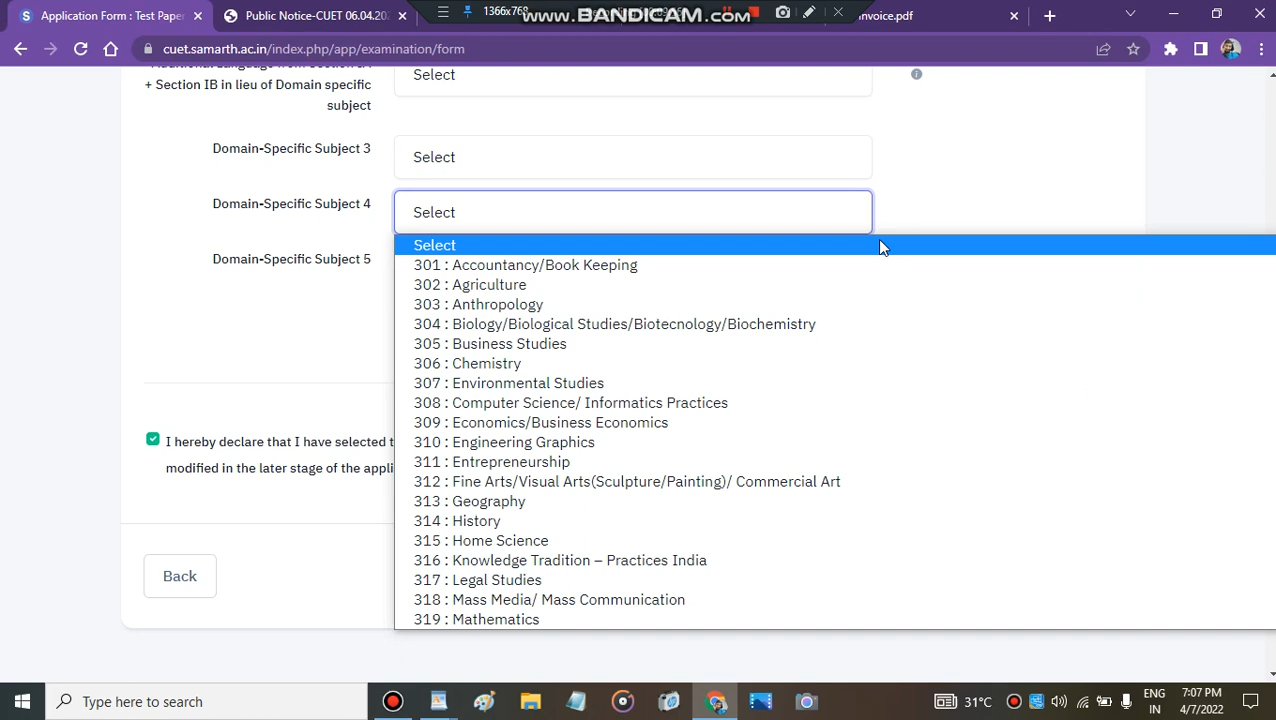 Application Form : Test Paper
Public Notice-CUET 06.04.202
1366x768
www.BANDICAM.com
invoice.pdf
cuet.samarth.ac.in/index.php/app/examination/form
+ Section IB in lieu of Domain specific
subject
Select
Domain-Specific Subject 3
Select
Domain-Specific Subject 4
Select
Domain-Specific Subject 5
Select
301 : Accountancy/Book Keeping
302 : Agriculture
303 : Anthropology
304 : Biology/Biological Studies/Biotecnology/Biochemistry
305 : Business Studies
306 : Chemistry
307 : Environmental Studies
308 : Computer Science/ Informatics Practices
309 : Economics/Business Economics
310 : Engineering Graphics
311 : Entrepreneurship
312 : Fine Arts/Visual Arts(Sculpture/Painting)/ Commercial Art
313 : Geography
314 : History
315 : Home Science
316 : Knowledge Tradition – Practices India
317 : Legal Studies
318 : Mass Media/ Mass Communication
319 : Mathematics
I hereby declare that I have selected t
modified in the later stage of the appli
Back
Type here to search
31°C
ENG
IN
7:07 PM
4/7/2022